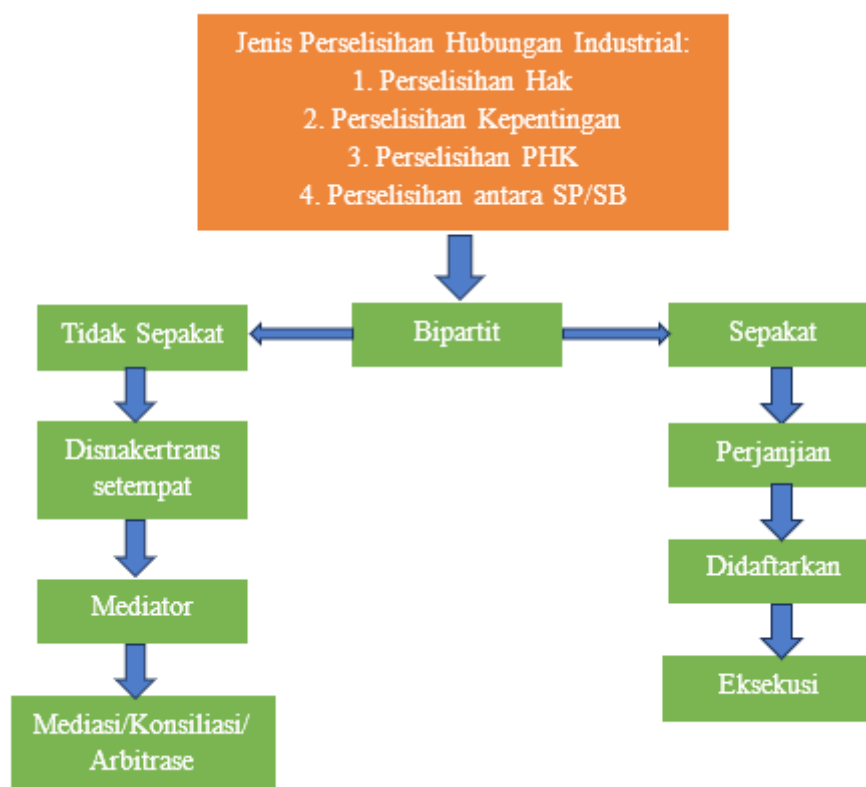 Jenis Perselisihan Hubungan Industrial:
1. Perselisihan Hak
2. Perselisihan Kepentingan
3. Perselisihan PHK
4. Perselisihan antara SP/SB
Tidak Sepakat
Bipartit
Sepakat
Disnakertrans
setempat
Perjanjian
Mediator
Didaftarkan
Mediasi/Konsiliasi/
Arbitrase
Eksekusi